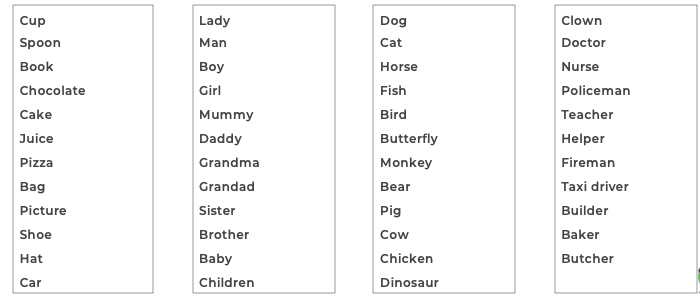 Cup
Spoon
Book
Chocolate
Cake
Juice
Pizza
Bag
Picture
Shoe
Hat
Car
Lady
Man
Boy
Girl
Mummy
Daddy
Grandma
Grandad
Sister
Brother
Baby
Children
Dog
Cat
Horse
Fish
Bird
Butterfly
Monkey
Bear
Pig
Cow
Chicken
Dinosaur
Clown
Doctor
Nurse
Policeman
Teacher
Helper
Fireman
Taxi driver
Builder
Baker
Butcher